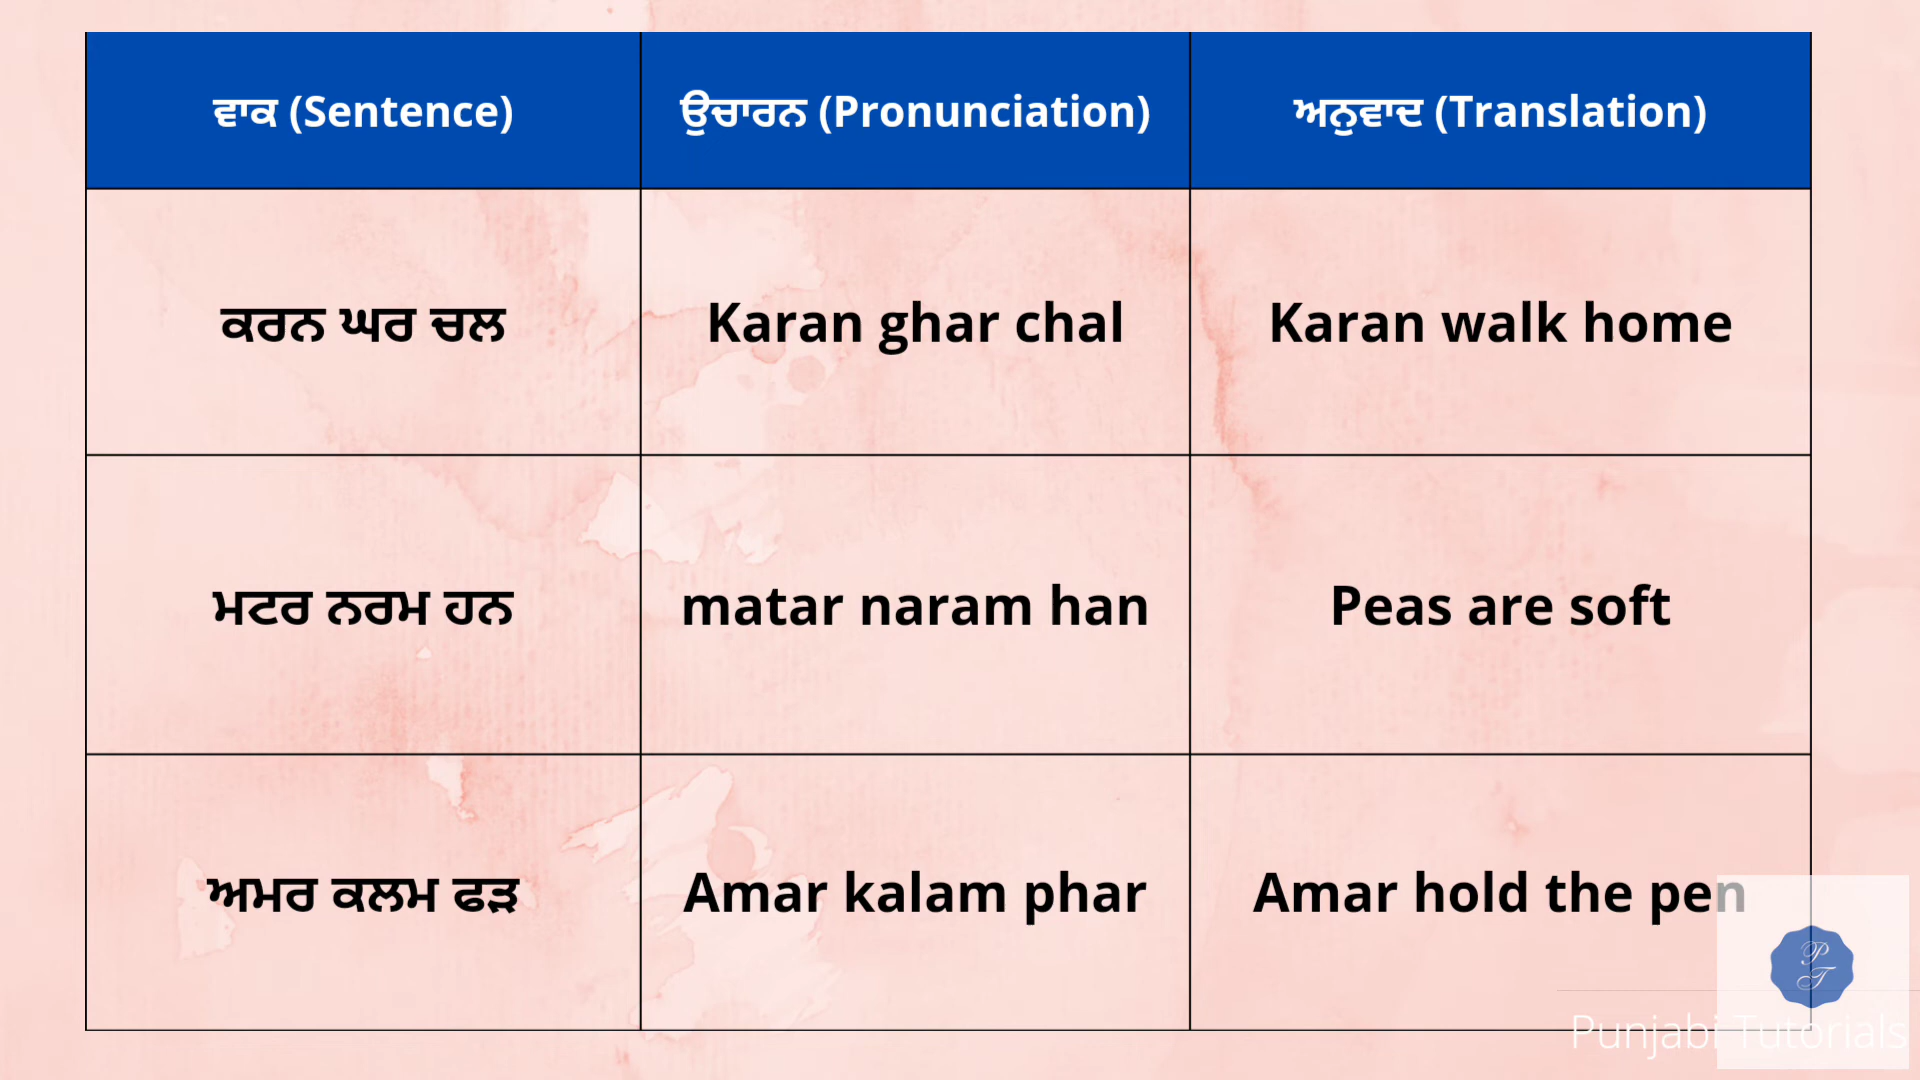 ਵਾਕ (Sentence) ਉਚਾਰਨ (Pronunciation) ਅਨੁਵਾਦ (Translation)
ਕਰਨ ਘਰ ਚਲ Karan ghar chal Karan walk home
ਮਟਰ ਨਰਮ ਹਨ matar naram han Peas are soft
ਅਮਰ ਕਲਮ ਫੜ Amar kalam phar Amar hold the pen
P
T
Punjabi Tutorials